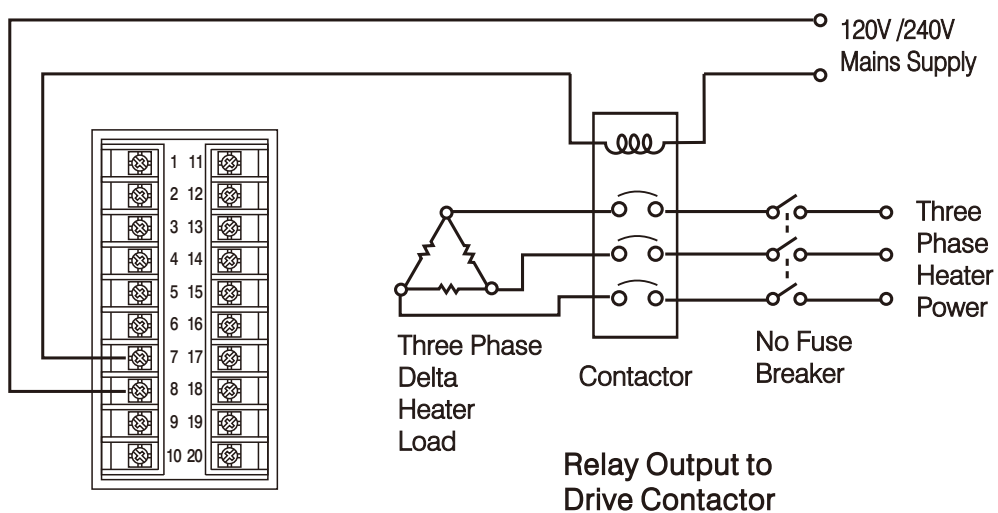 120V /240V
Mains Supply
1 11
2 12
3 13
4 14
5 15
6 16
7 17
8 18
9 19
10 20
Three
Phase
Heater
Power
No Fuse
Breaker
Contactor
Three Phase
Delta
Heater
Load
Relay Output to
Drive Contactor